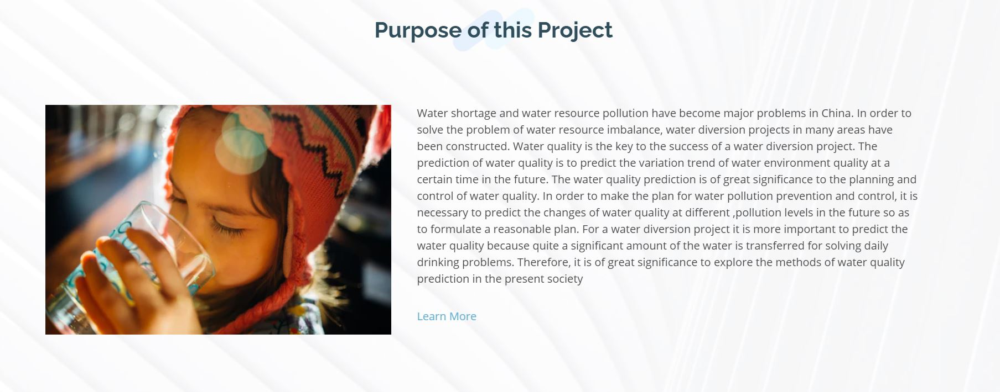 Purpose of this Project
Water shortage and water resource pollution have become major problems in China. In order to
solve the problem of water resource imbalance, water diversion projects in many areas have
been constructed. Water quality is the key to the success of a water diversion project. The
prediction of water quality is to predict the variation trend of water environment quality at a
certain time in the future. The water quality prediction is of great significance to the planning and
control of water quality. In order to make the plan for water pollution prevention and control, it is
necessary to predict the changes of water quality at different ,pollution levels in the future so as
to formulate a reasonable plan. For a water diversion project it is more important to predict the
water quality because quite a significant amount of the water is transferred for solving daily
drinking problems. Therefore, it is of great significance to explore the methods of water quality
prediction in the present society
Learn More